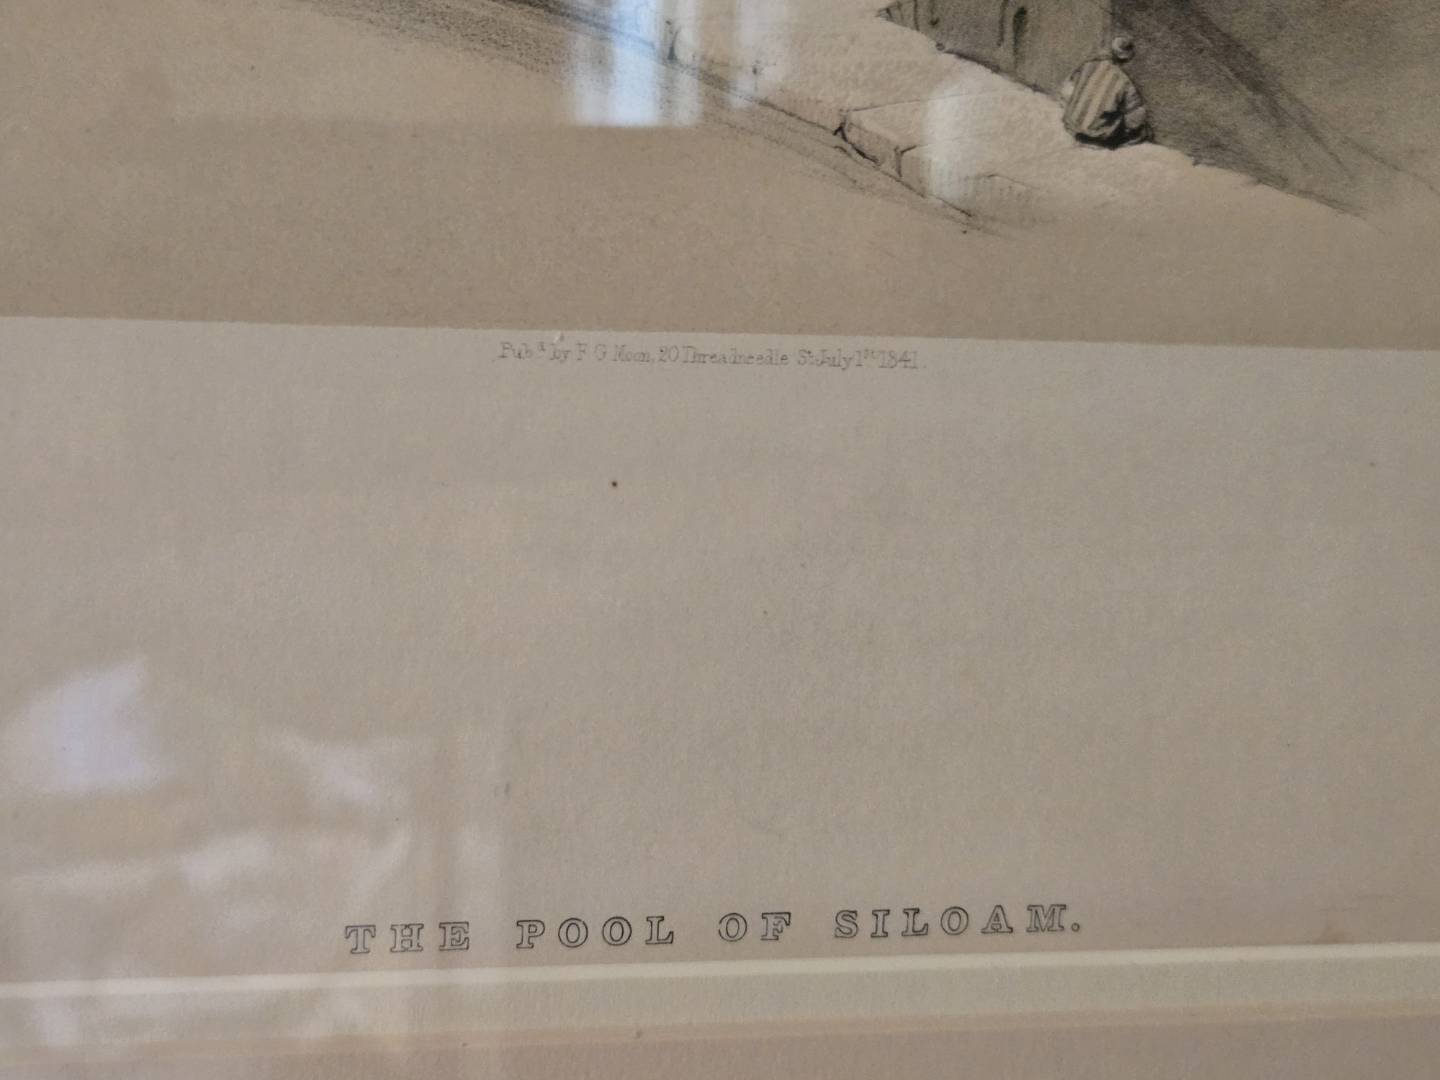 Pub.ᵈ by F G Moon, 20 Threadneedle Sᵗ July 1ˢᵗ 1841.
THE POOL OF SILOAM.